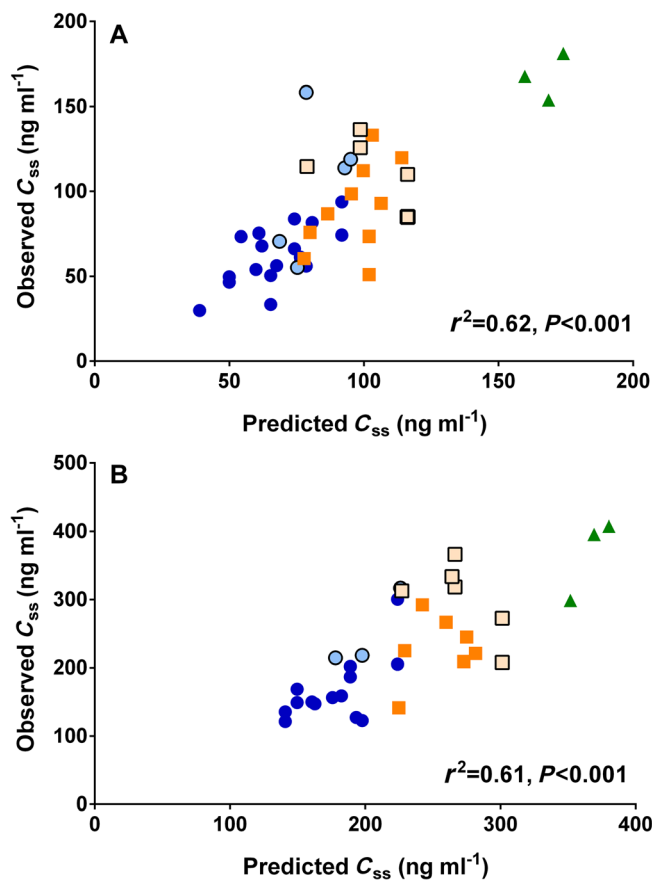 A
200
150
100
50
0
Observed Css (ng ml-1)
r2=0.62, P<0.001
0 50 100 150 200
Predicted Css (ng ml-1)
B
500
400
300
200
100
0
Observed Css (ng ml-1)
r2=0.61, P<0.001
0 100 200 300 400
Predicted Css (ng ml-1)